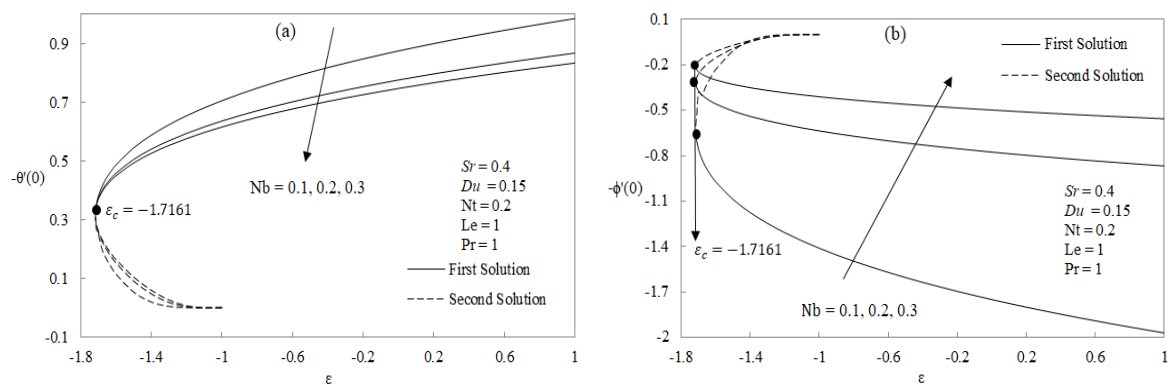 (a)
0.9
0.7
0.5
-θ'(0)
0.3
0.1
-0.1
Nb = 0.1, 0.2, 0.3
Sr = 0.4
Du = 0.15
Nt = 0.2
Le = 1
Pr = 1
ε_c = −1.7161
First Solution
Second Solution
-1.8 -1.4 -1 -0.6 -0.2 0.2 0.6 1
ε
(b)
0.1
-0.2
-0.5
-0.8
-φ'(0)
-1.1
-1.4
-1.7
-2
First Solution
Second Solution
Sr = 0.4
Du = 0.15
Nt = 0.2
Le = 1
Pr = 1
ε_c = −1.7161
Nb = 0.1, 0.2, 0.3
-1.8 -1.4 -1 -0.6 -0.2 0.2 0.6 1
ε